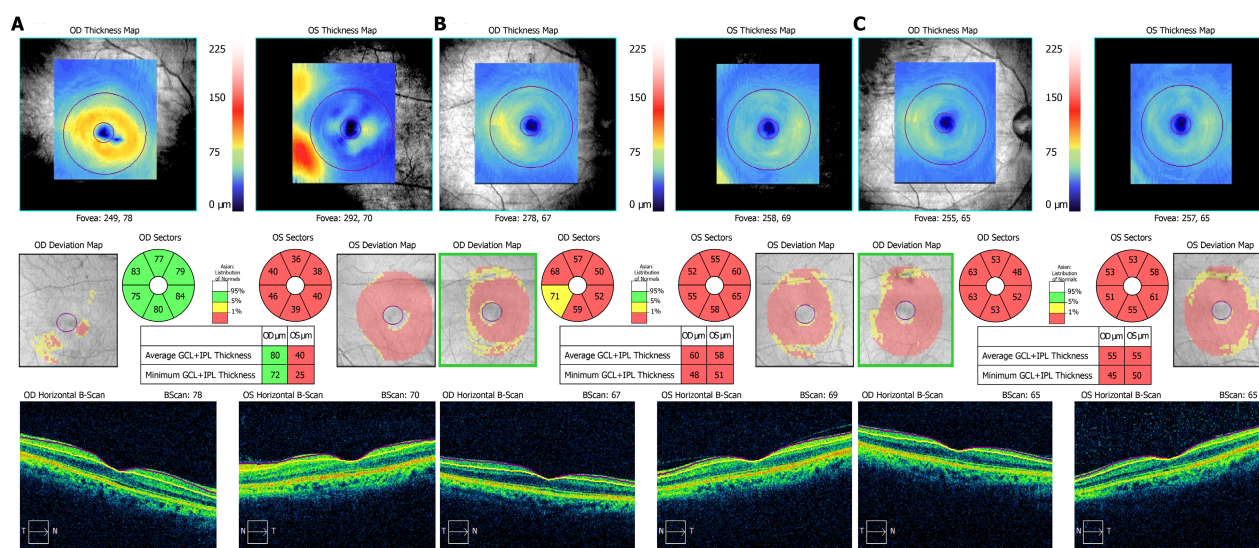 A
OD Thickness Map
225
150
75
0 µm
OS Thickness Map
Fovea: 249, 78
Fovea: 292, 70
OD Deviation Map
OD Sectors
77
83 79
75 84
80
Asian:
Listribution
of Normals
95%
5%
1%
OS Sectors
36
40 38
46 40
39
OS Deviation Map
OD µm OS µm
Average GCL+IPL Thickness 80 40
Minimum GCL+IPL Thickness 72 25
OD Horizontal B-Scan BScan: 78
T N
OS Horizontal B-Scan BScan: 70
N T
B
OD Thickness Map
225
150
75
0 µm
OS Thickness Map
Fovea: 278, 67
Fovea: 258, 69
OD Deviation Map
OD Sectors
57
68 50
71 52
59
Asian:
Listribution
of Normals
95%
5%
1%
OS Sectors
55
52 60
55 65
58
OS Deviation Map
OD µm OS µm
Average GCL+IPL Thickness 60 58
Minimum GCL+IPL Thickness 48 51
OD Horizontal B-Scan BScan: 67
T N
OS Horizontal B-Scan BScan: 69
N T
C
OD Thickness Map
225
150
75
0 µm
OS Thickness Map
Fovea: 255, 65
Fovea: 257, 65
OD Deviation Map
OD Sectors
53
63 48
63 52
53
Asian:
Listribution
of Normals
95%
5%
1%
OS Sectors
53
53 58
51 61
55
OS Deviation Map
OD µm OS µm
Average GCL+IPL Thickness 55 55
Minimum GCL+IPL Thickness 45 50
OD Horizontal B-Scan BScan: 65
T N
OS Horizontal B-Scan BScan: 65
N T